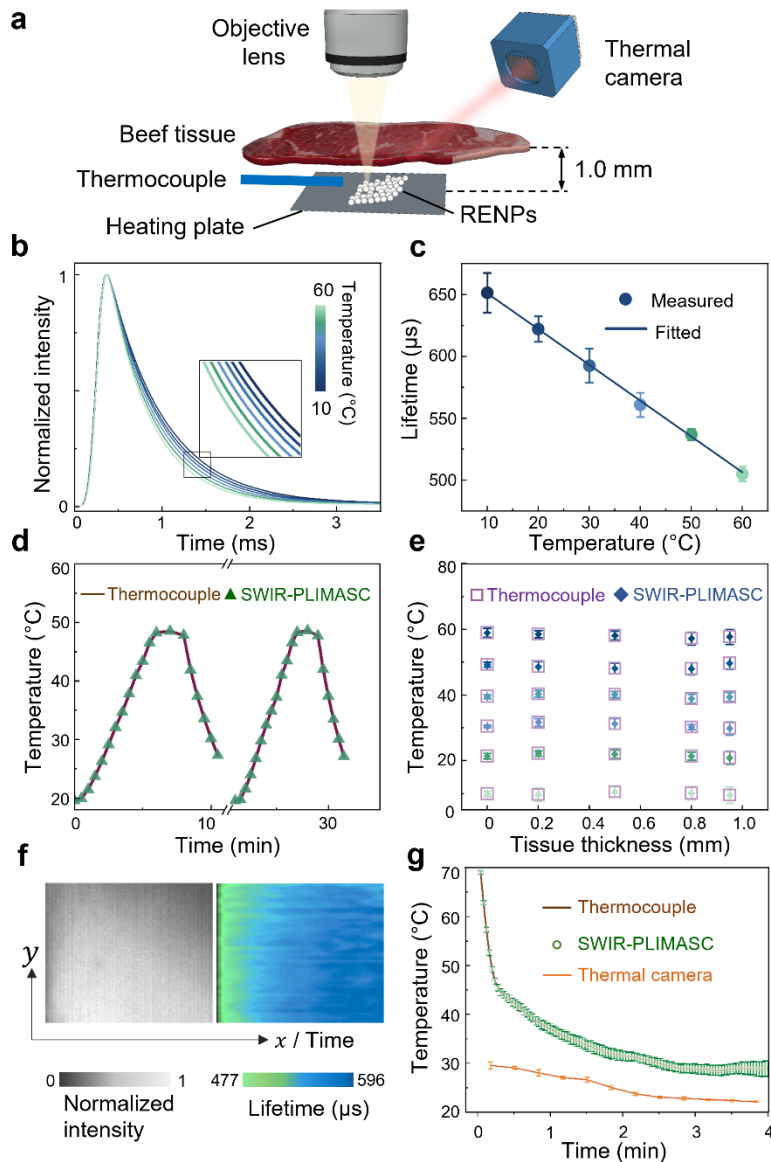 a
Objective
lens
Thermal
camera
Beef tissue
1.0 mm
Thermocouple
RENPs
Heating plate
b
Normalized intensity
1
0
60
Temperature (°C)
10
0
1
2
3
Time (ms)
c
Lifetime (µs)
650
600
550
500
Measured
Fitted
10 20 30 40 50 60
Temperature (°C)
d
Temperature (°C)
60
50
40
30
20
Thermocouple
SWIR-PLIMASC
0
10
30
Time (min)
e
Temperature (°C)
80
60
40
20
0
Thermocouple
SWIR-PLIMASC
0 0.2 0.4 0.6 0.8 1.0
Tissue thickness (mm)
f
y
x / Time
0
1
Normalized
intensity
477
596
Lifetime (µs)
g
Temperature (°C)
70
60
50
40
30
20
Thermocouple
SWIR-PLIMASC
Thermal camera
0 1 2 3 4
Time (min)